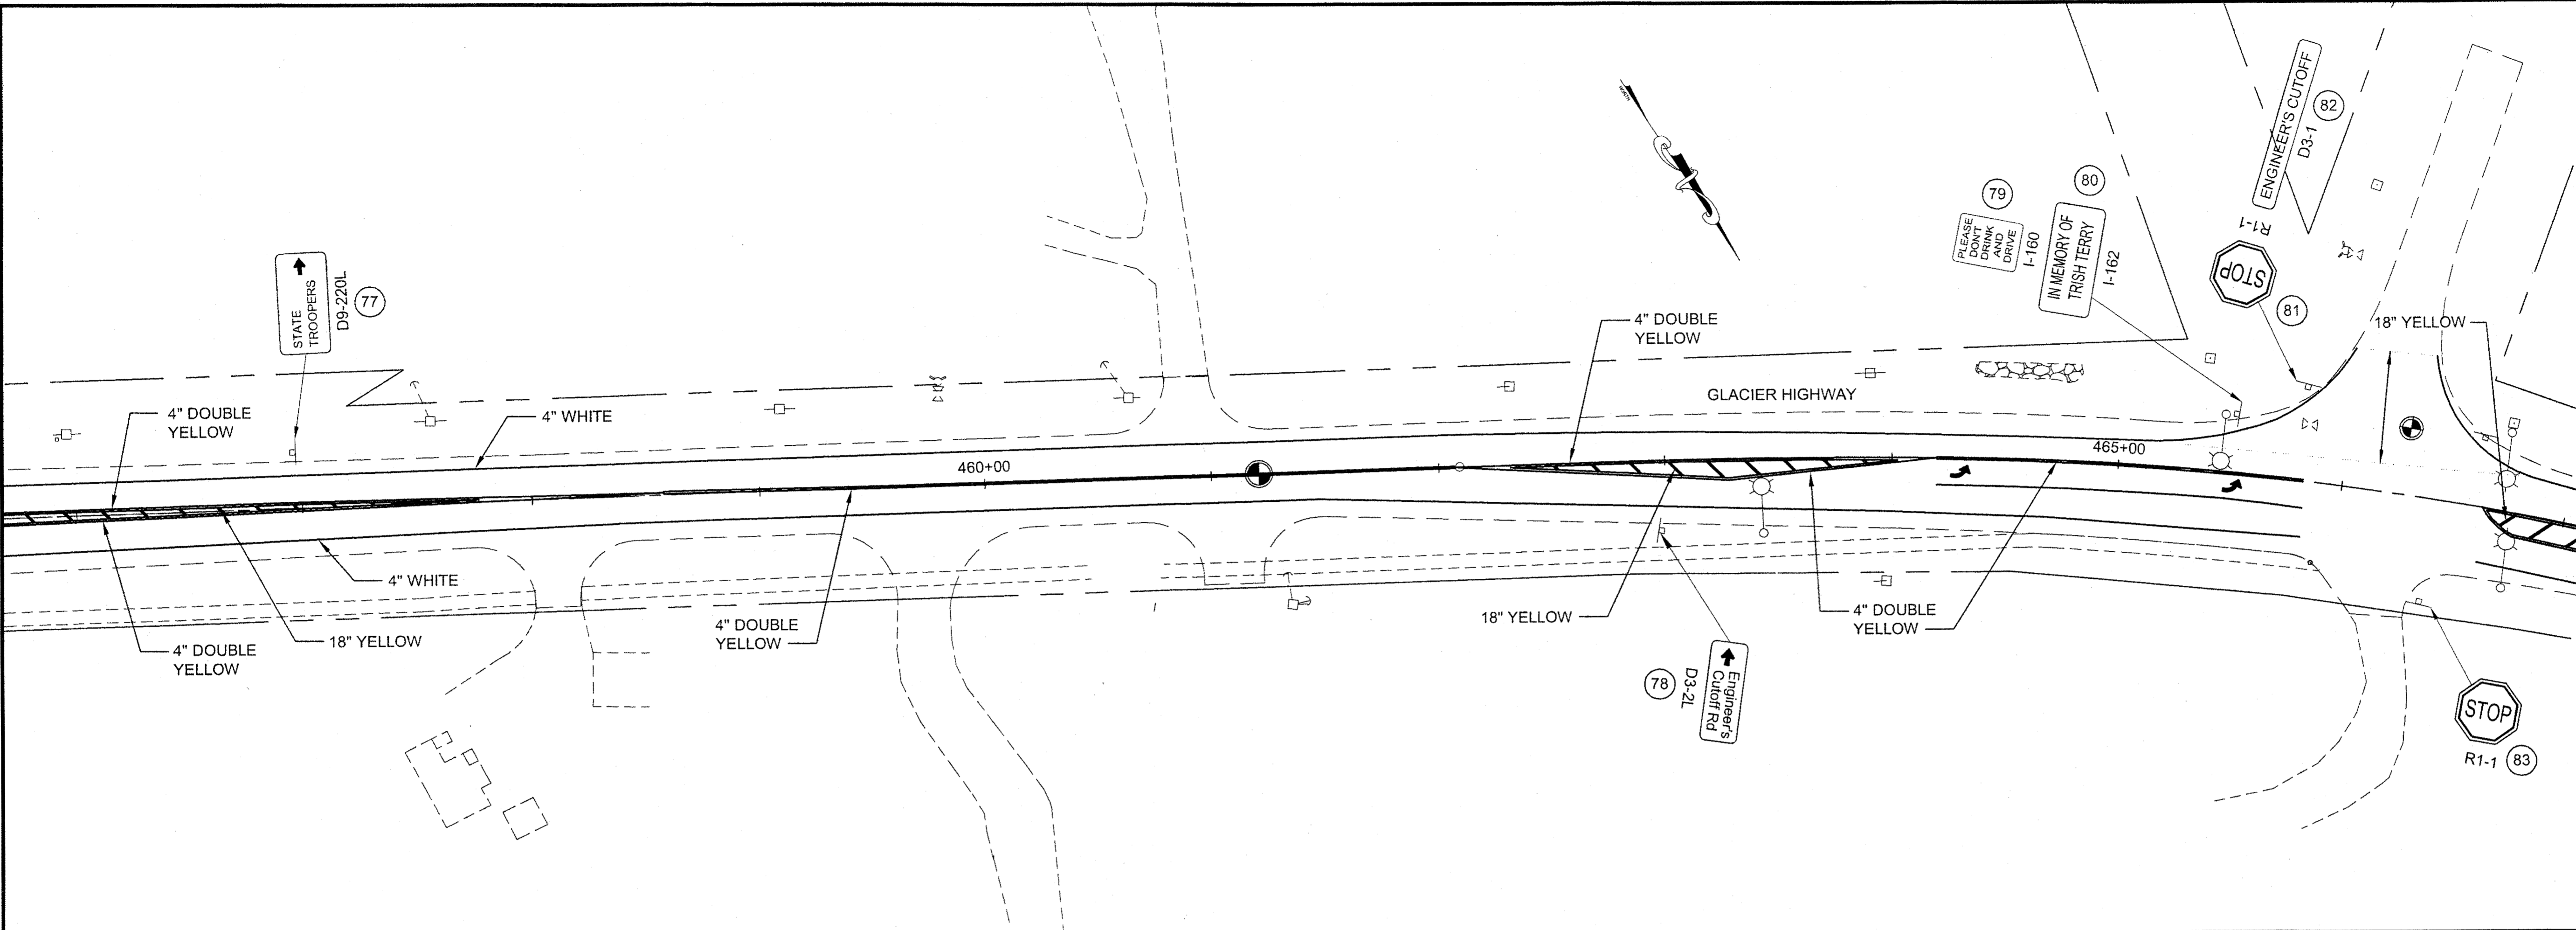 STATE
TROOPERS
D9-220L
77
4" DOUBLE
YELLOW
4" WHITE
4" WHITE
4" DOUBLE
YELLOW
18" YELLOW
460+00
4" DOUBLE
YELLOW
NORTH
4" DOUBLE
YELLOW
GLACIER HIGHWAY
18" YELLOW
4" DOUBLE
YELLOW
Engineer's
Cutoff Rd
D3-2L
78
79
PLEASE
DON'T
DRINK
AND
DRIVE
I-160
80
IN MEMORY OF
TRISH TERRY
I-162
465+00
ENGINEER'S CUTOFF
D3-1
82
R1-1
STOP
81
18" YELLOW
STOP
R1-1
83